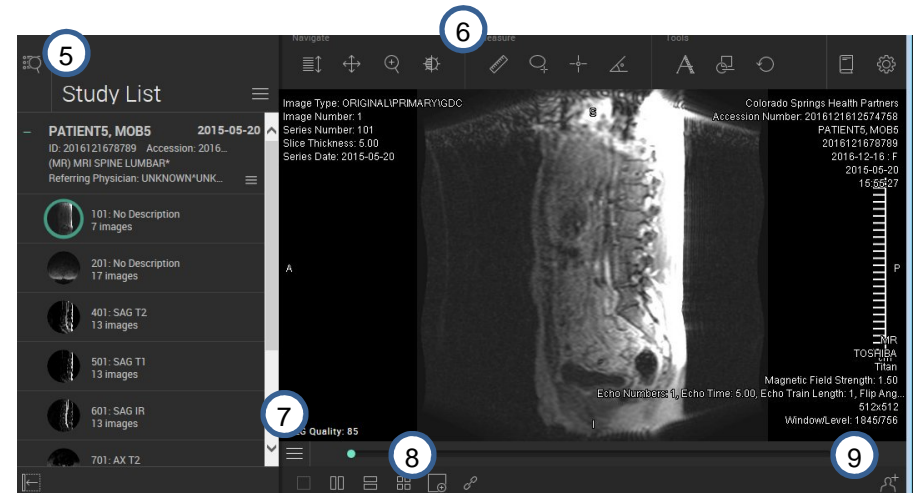 6
Navigate
Tools
5
Study List
PATIENT5, MOB5 2015-05-20
ID: 2016121678789 Accession: 2016...
(MR) MRI SPINE LUMBAR*
Referring Physician: UNKNOWN^UNK...
101: No Description
7 images
201: No Description
17 images
401: SAG T2
13 images
501: SAG T1
13 images
601: SAG IR
13 images
701: AX T2
Image Type: ORIGINAL\PRIMARY\GDC
Image Number: 1
Series Number: 101
Slice Thickness: 5.00
Series Date: 2015-05-20
S
Colorado Springs Health Partners
Accession Number: 2016121612574758
PATIENT5, MOB5
2016121678789
2016-12-16 : F
2015-05-20
15:55:27
A
P
MR
TOSHIBA
Titan
Magnetic Field Strength: 1.50
Echo Numbers: 1, Echo Time: 5.00, Echo Train Length: 1, Flip Ang...
512x512
Window/Level: 1845/756
I
7
Quality: 85
8
9